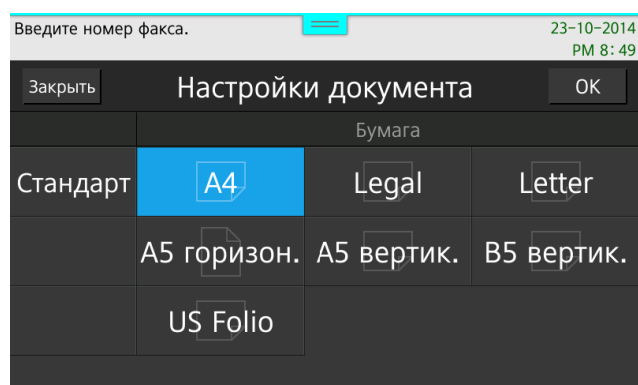 Введите номер факса.
23-10-2014
PM 8:49
Закрыть
Настройки документа
OK
Бумага
Стандарт
A4
Legal
Letter
A5 горизон.
A5 вертик.
B5 вертик.
US Folio